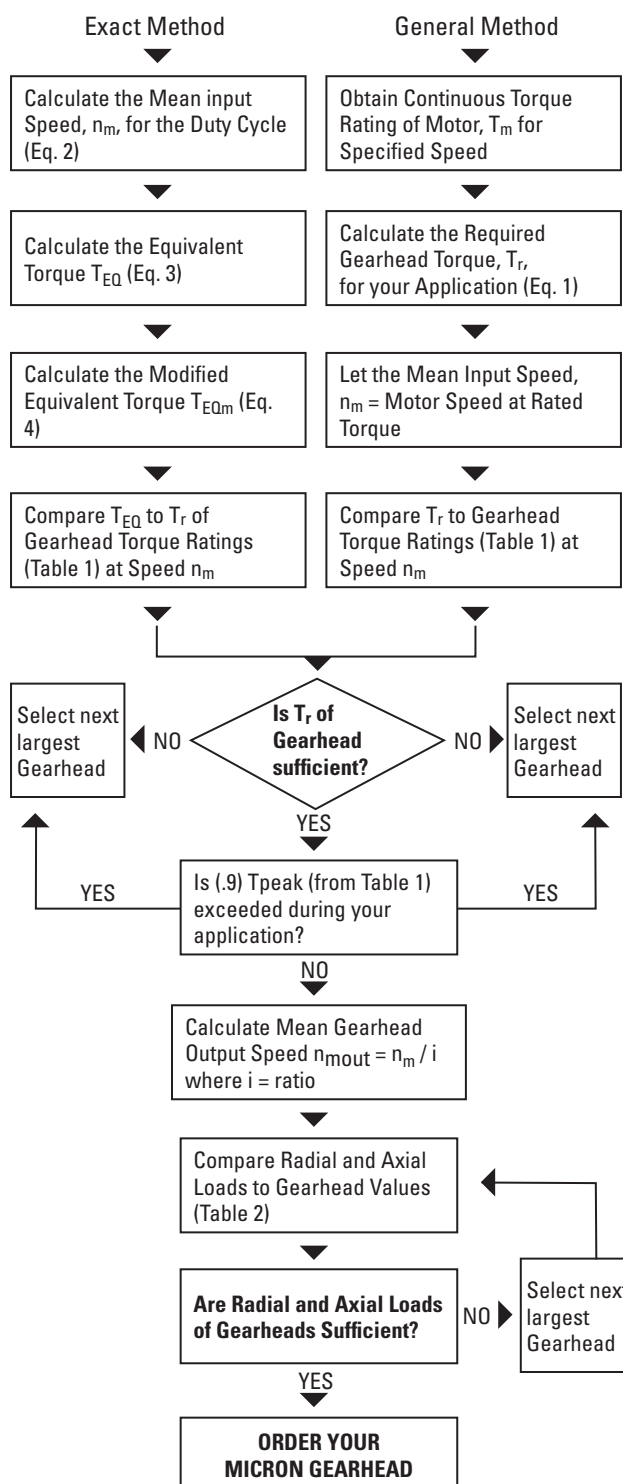 Exact Method
General Method
Calculate the Mean input
Speed, nm, for the Duty Cycle
(Eq. 2)
Obtain Continuous Torque
Rating of Motor, Tm for
Specified Speed
Calculate the Equivalent
Torque TEQ (Eq. 3)
Calculate the Required
Gearhead Torque, Tr,
for your Application (Eq. 1)
Calculate the Modified
Equivalent Torque TEQm (Eq.
4)
Let the Mean Input Speed,
nm = Motor Speed at Rated
Torque
Compare TEQ to Tr of
Gearhead Torque Ratings
(Table 1) at Speed nm
Compare Tr to Gearhead
Torque Ratings (Table 1) at
Speed nm
Select next
largest
Gearhead
NO
Is Tr of
Gearhead
sufficient?
NO
Select next
largest
Gearhead
YES
YES
Is (.9) Tpeak (from Table 1)
exceeded during your
application?
YES
NO
Calculate Mean Gearhead
Output Speed nmout = nm / i
where i = ratio
Compare Radial and Axial
Loads to Gearhead Values
(Table 2)
Are Radial and Axial Loads
of Gearheads Sufficient?
NO
Select next
largest
Gearhead
YES
ORDER YOUR
MICRON GEARHEAD